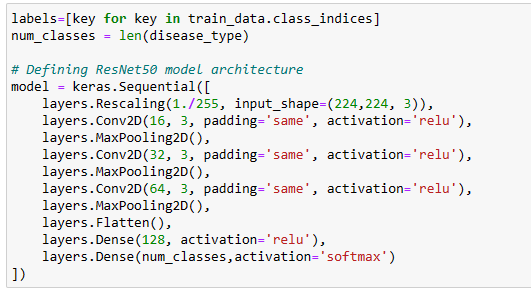 labels=[key for key in train_data.class_indices]
num_classes = len(disease_type)

# Defining ResNet50 model architecture
model = keras.Sequential([
    layers.Rescaling(1./255, input_shape=(224,224, 3)),
    layers.Conv2D(16, 3, padding='same', activation='relu'),
    layers.MaxPooling2D(),
    layers.Conv2D(32, 3, padding='same', activation='relu'),
    layers.MaxPooling2D(),
    layers.Conv2D(64, 3, padding='same', activation='relu'),
    layers.MaxPooling2D(),
    layers.Flatten(),
    layers.Dense(128, activation='relu'),
    layers.Dense(num_classes,activation='softmax')
])